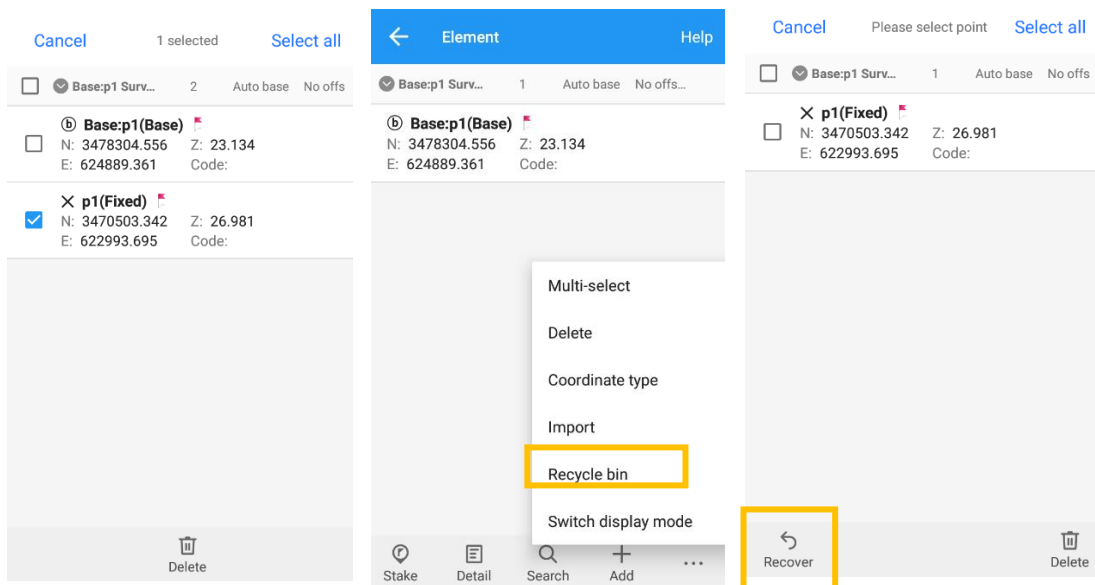 Cancel 1 selected Select all
Base:p1 Surv... 2 Auto base No offs
b Base:p1(Base)
N: 3478304.556 Z: 23.134
E: 624889.361 Code:
p1(Fixed)
N: 3470503.342 Z: 26.981
E: 622993.695 Code:
Delete
Element Help
Base:p1 Surv... 1 Auto base No offs...
b Base:p1(Base)
N: 3478304.556 Z: 23.134
E: 624889.361 Code:
Multi-select
Delete
Coordinate type
Import
Recycle bin
Switch display mode
Stake Detail Search Add ...
Cancel Please select point Select all
Base:p1 Surv... 1 Auto base No offs
p1(Fixed)
N: 3470503.342 Z: 26.981
E: 622993.695 Code:
Recover Delete